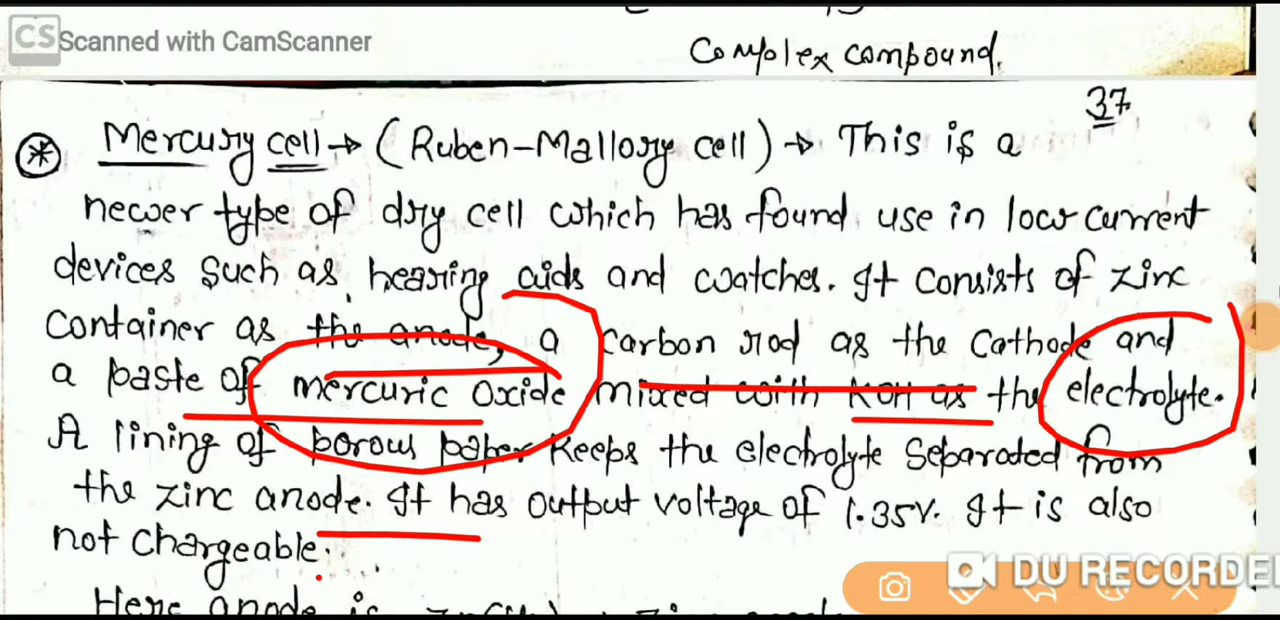 CS Scanned with CamScanner
Complex compound.
37
* Mercury cell → (Ruben-Mallory cell) → This is a
newer type of dry cell which has found use in low current
devices such as hearing aids and watches. It consists of zinc
container as the anode, a carbon rod as the cathode and
a paste of mercuric oxide mixed with KOH as the electrolyte.
A lining of porous paper keeps the electrolyte separated from
the zinc anode. It has output voltage of 1.35V. It is also
not chargeable.
Here anode is
DU RECORDER